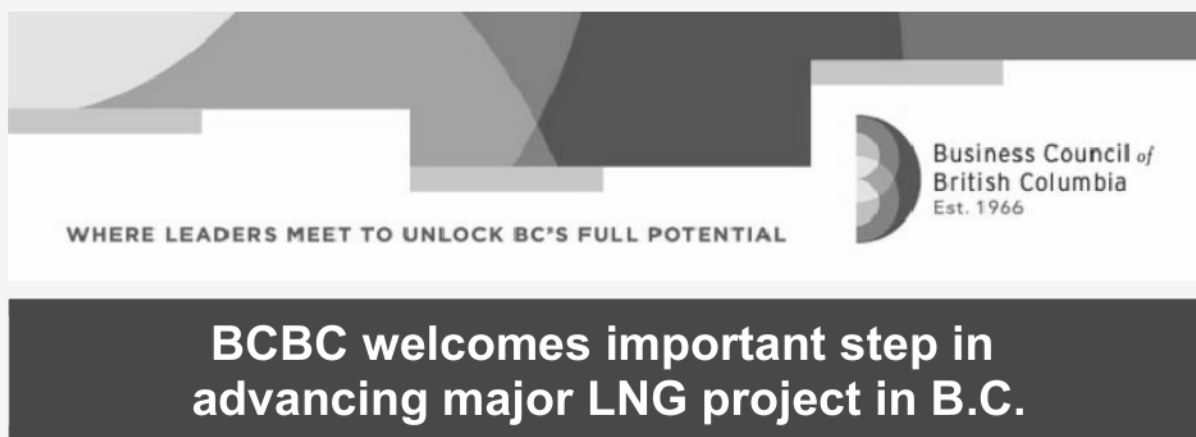 Business Council of
British Columbia
Est. 1966
WHERE LEADERS MEET TO UNLOCK BC'S FULL POTENTIAL
BCBC welcomes important step in
advancing major LNG project in B.C.